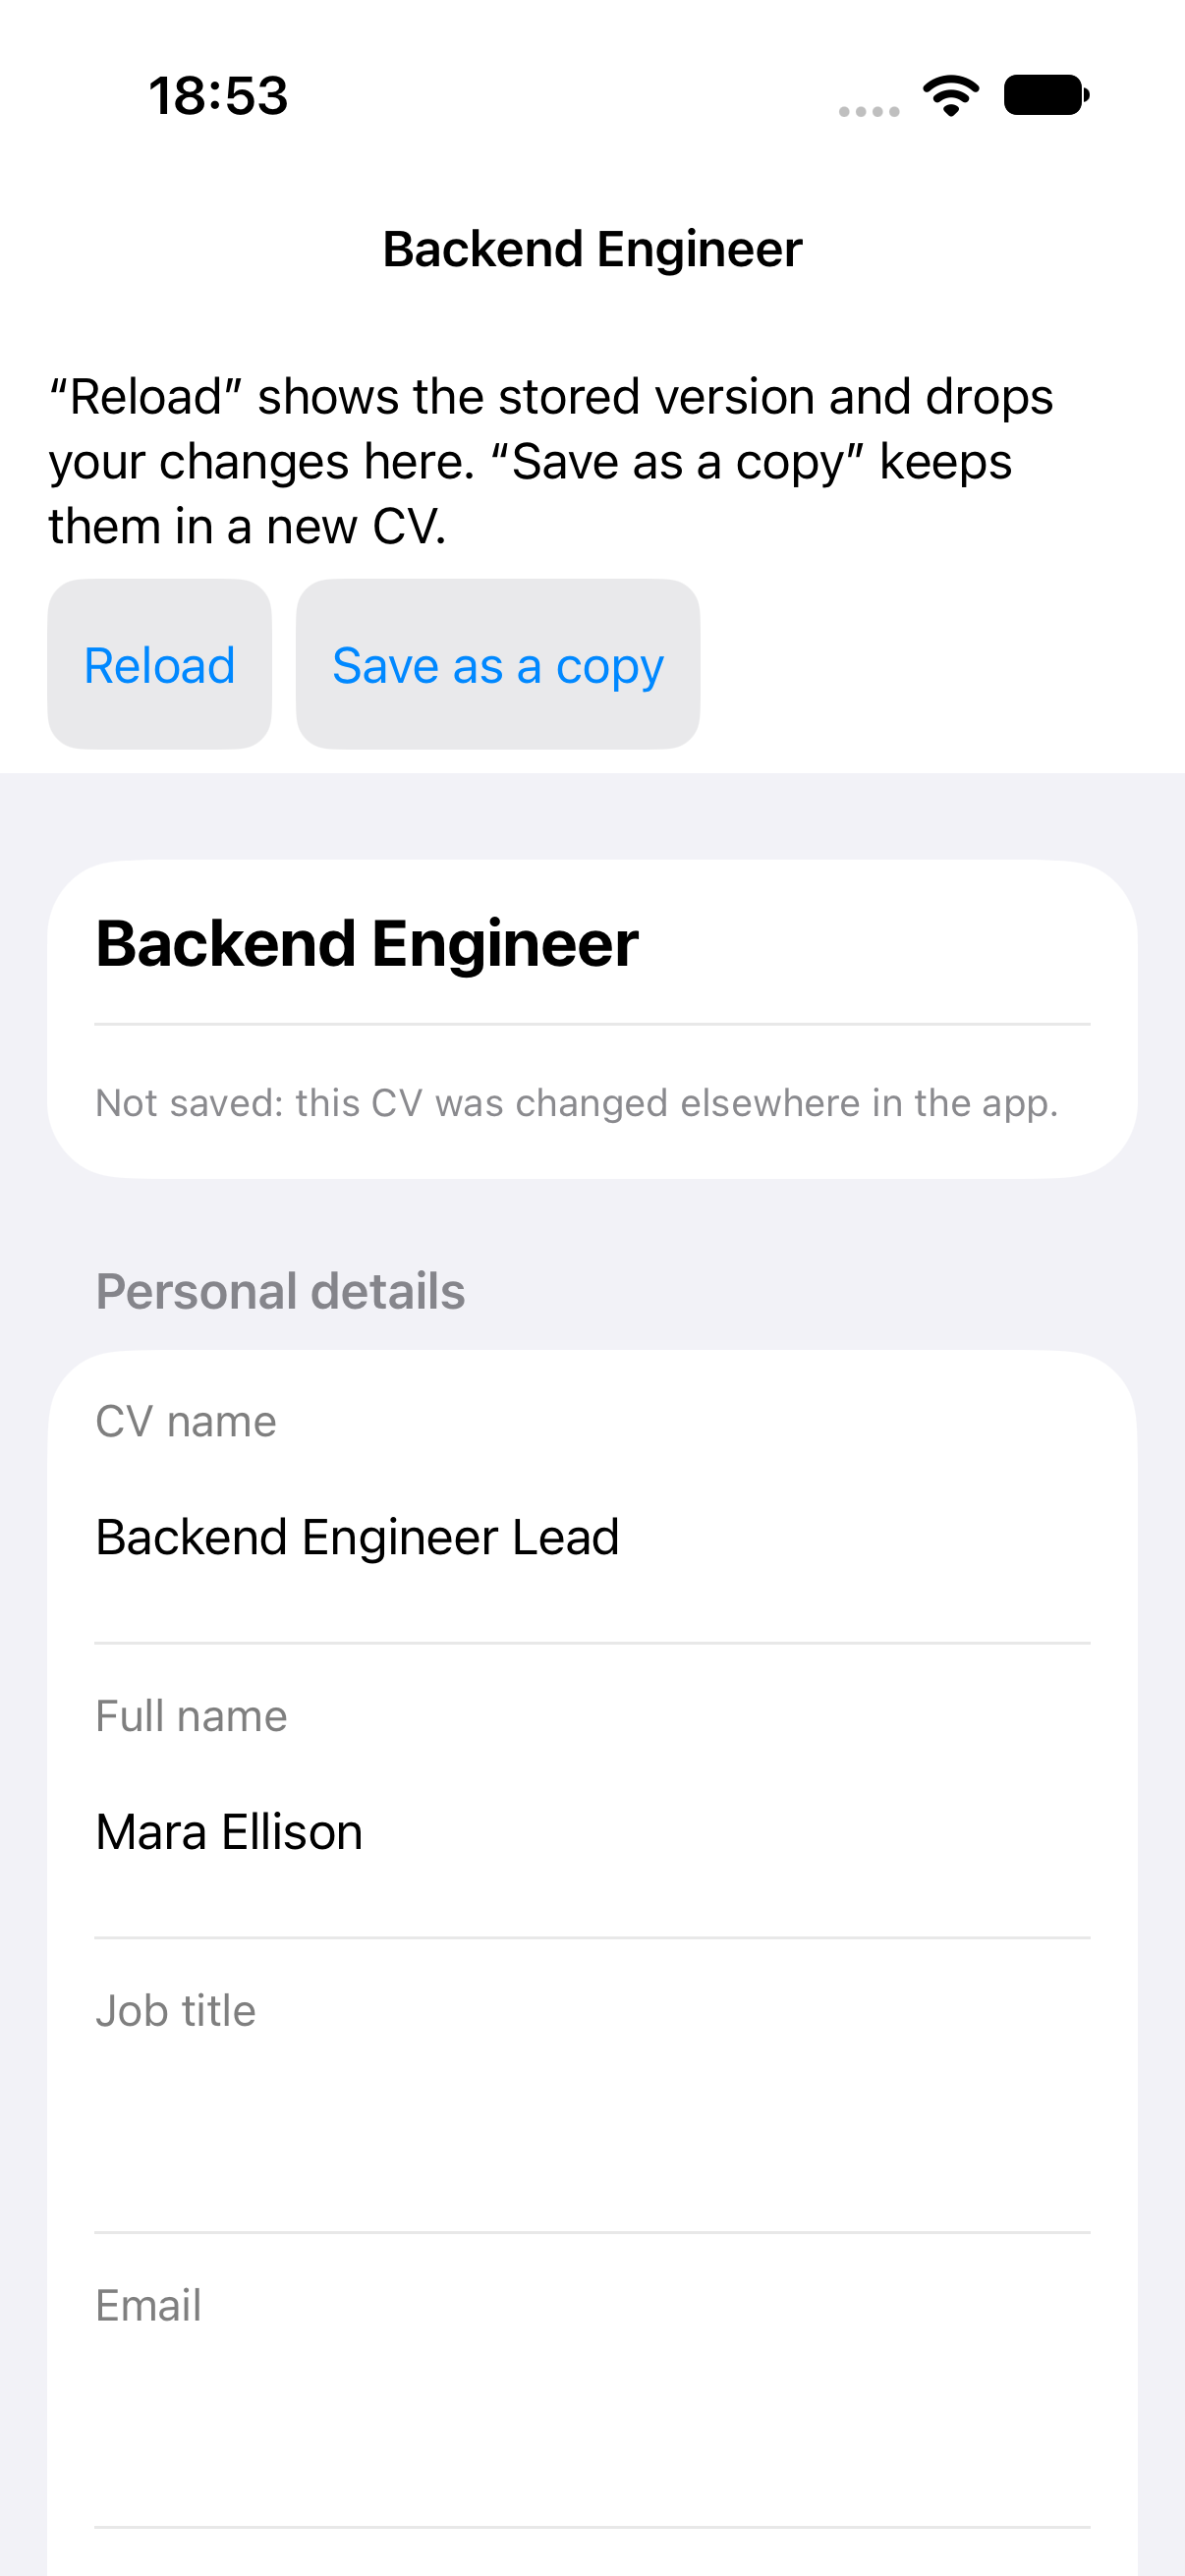 18:53
Backend Engineer
“Reload” shows the stored version and drops
your changes here. “Save as a copy” keeps
them in a new CV.
Reload
Save as a copy
Backend Engineer
Not saved: this CV was changed elsewhere in the app.
Personal details
CV name
Backend Engineer Lead
Full name
Mara Ellison
Job title
Email